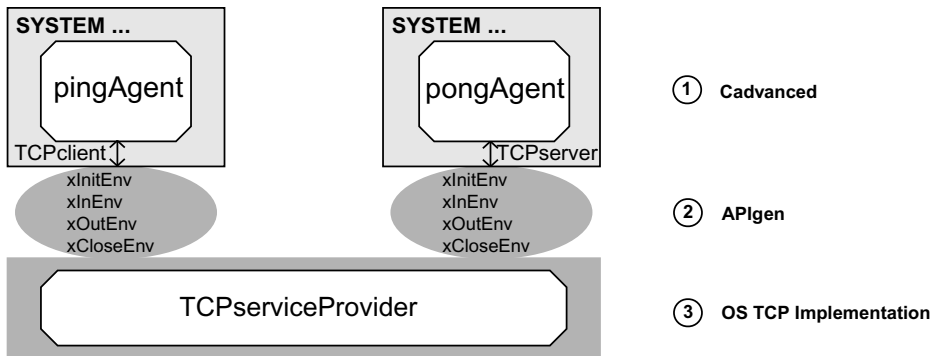 SYSTEM ...
pingAgent
TCPclient
SYSTEM ...
pongAgent
TCPserver
1 Cadvanced
xInitEnv
xInEnv
xOutEnv
xCloseEnv
xInitEnv
xInEnv
xOutEnv
xCloseEnv
2 APIgen
TCPserviceProvider
3 OS TCP Implementation